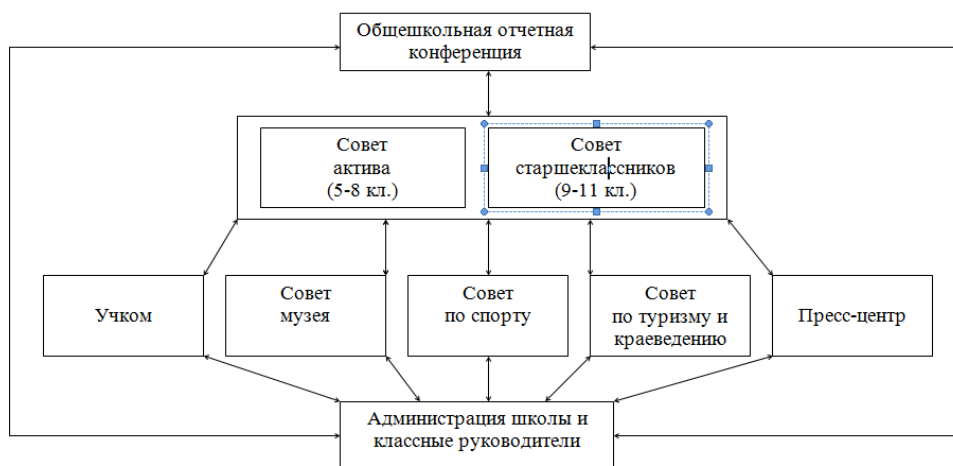 Общешкольная отчетная
конференция
Совет
актива
(5-8 кл.)
Совет
старшеклассников
(9-11 кл.)
Учком
Совет
музея
Совет
по спорту
Совет
по туризму и
краеведению
Пресс-центр
Администрация школы и
классные руководители